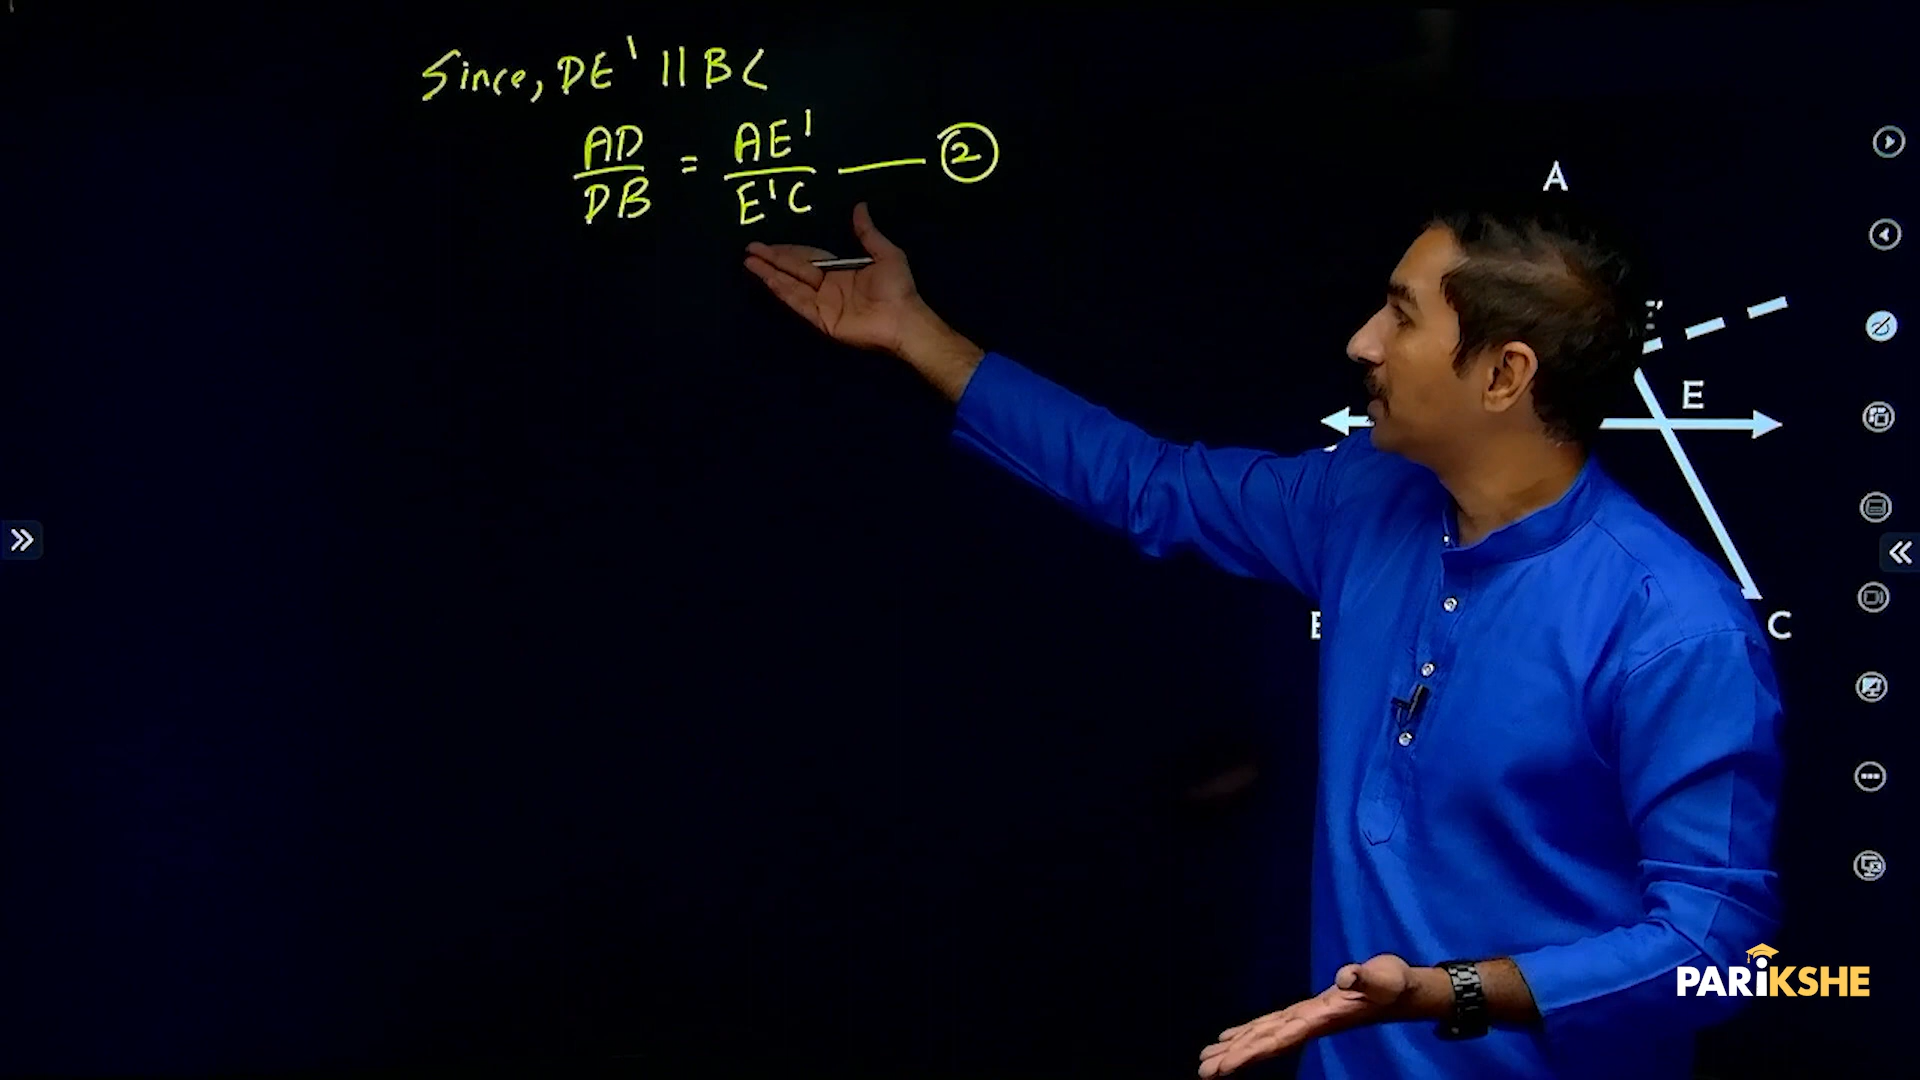 Since, DE' || BC
AD/DB = AE'/E'C —— ②
A
E'
E
C
PARiKSHE